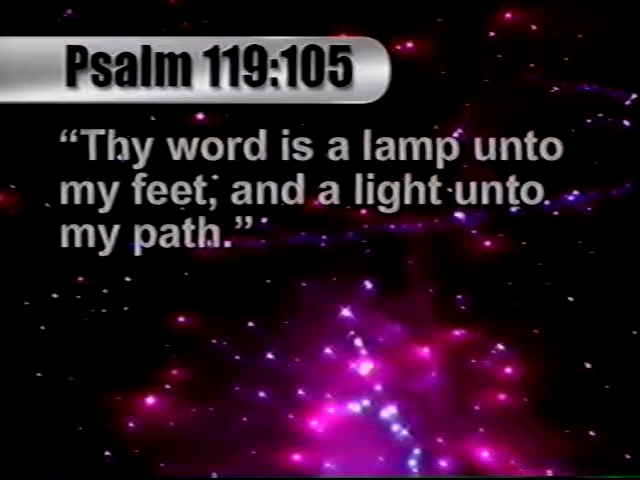 Psalm 119:105
“Thy word is a lamp unto
my feet, and a light unto
my path.”